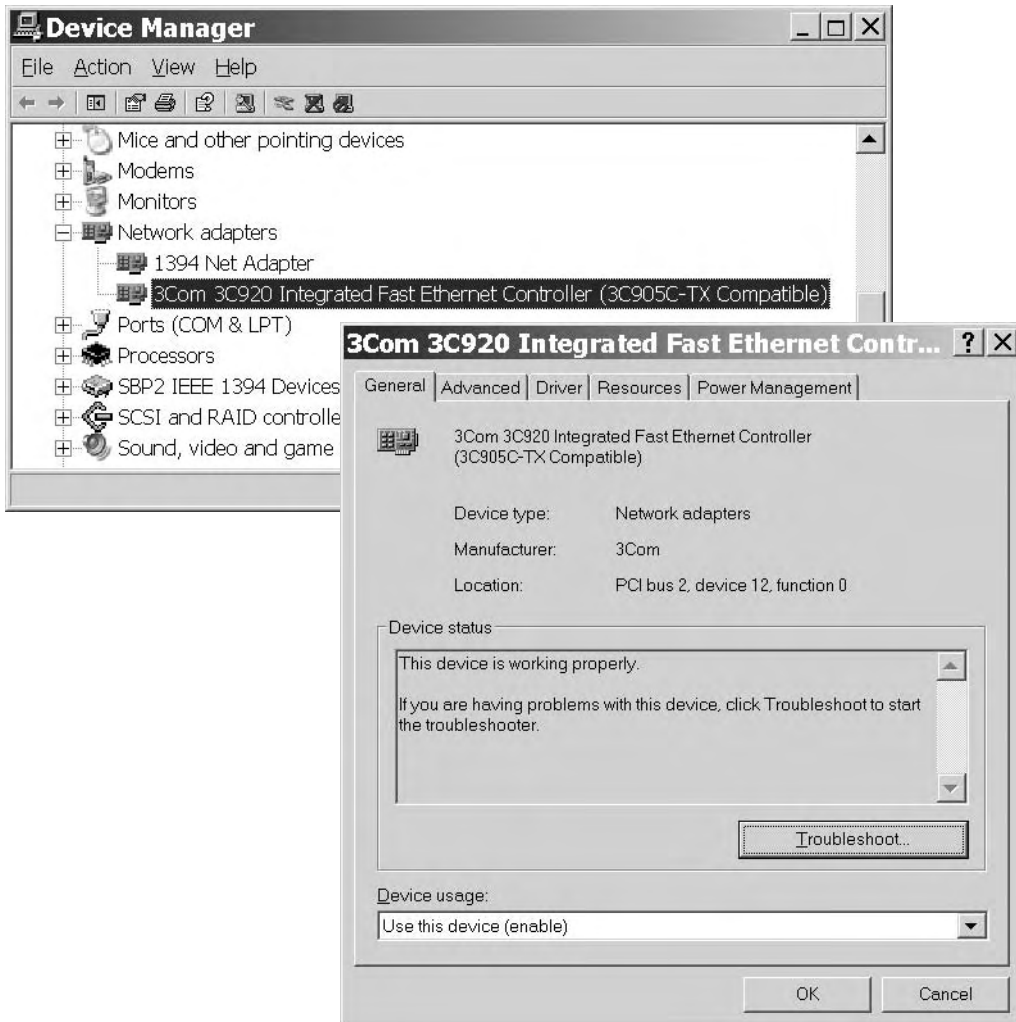 Device Manager
File Action View Help
Mice and other pointing devices
Modems
Monitors
Network adapters
1394 Net Adapter
3Com 3C920 Integrated Fast Ethernet Controller (3C905C-TX Compatible)
Ports (COM & LPT)
Processors
SBP2 IEEE 1394 Devices
SCSI and RAID controlle
Sound, video and game
3Com 3C920 Integrated Fast Ethernet Contr...
General Advanced Driver Resources Power Management
3Com 3C920 Integrated Fast Ethernet Controller
(3C905C-TX Compatible)
Device type: Network adapters
Manufacturer: 3Com
Location: PCI bus 2, device 12, function 0
Device status
This device is working properly.
If you are having problems with this device, click Troubleshoot to start
the troubleshooter.
Troubleshoot...
Device usage:
Use this device (enable)
OK Cancel